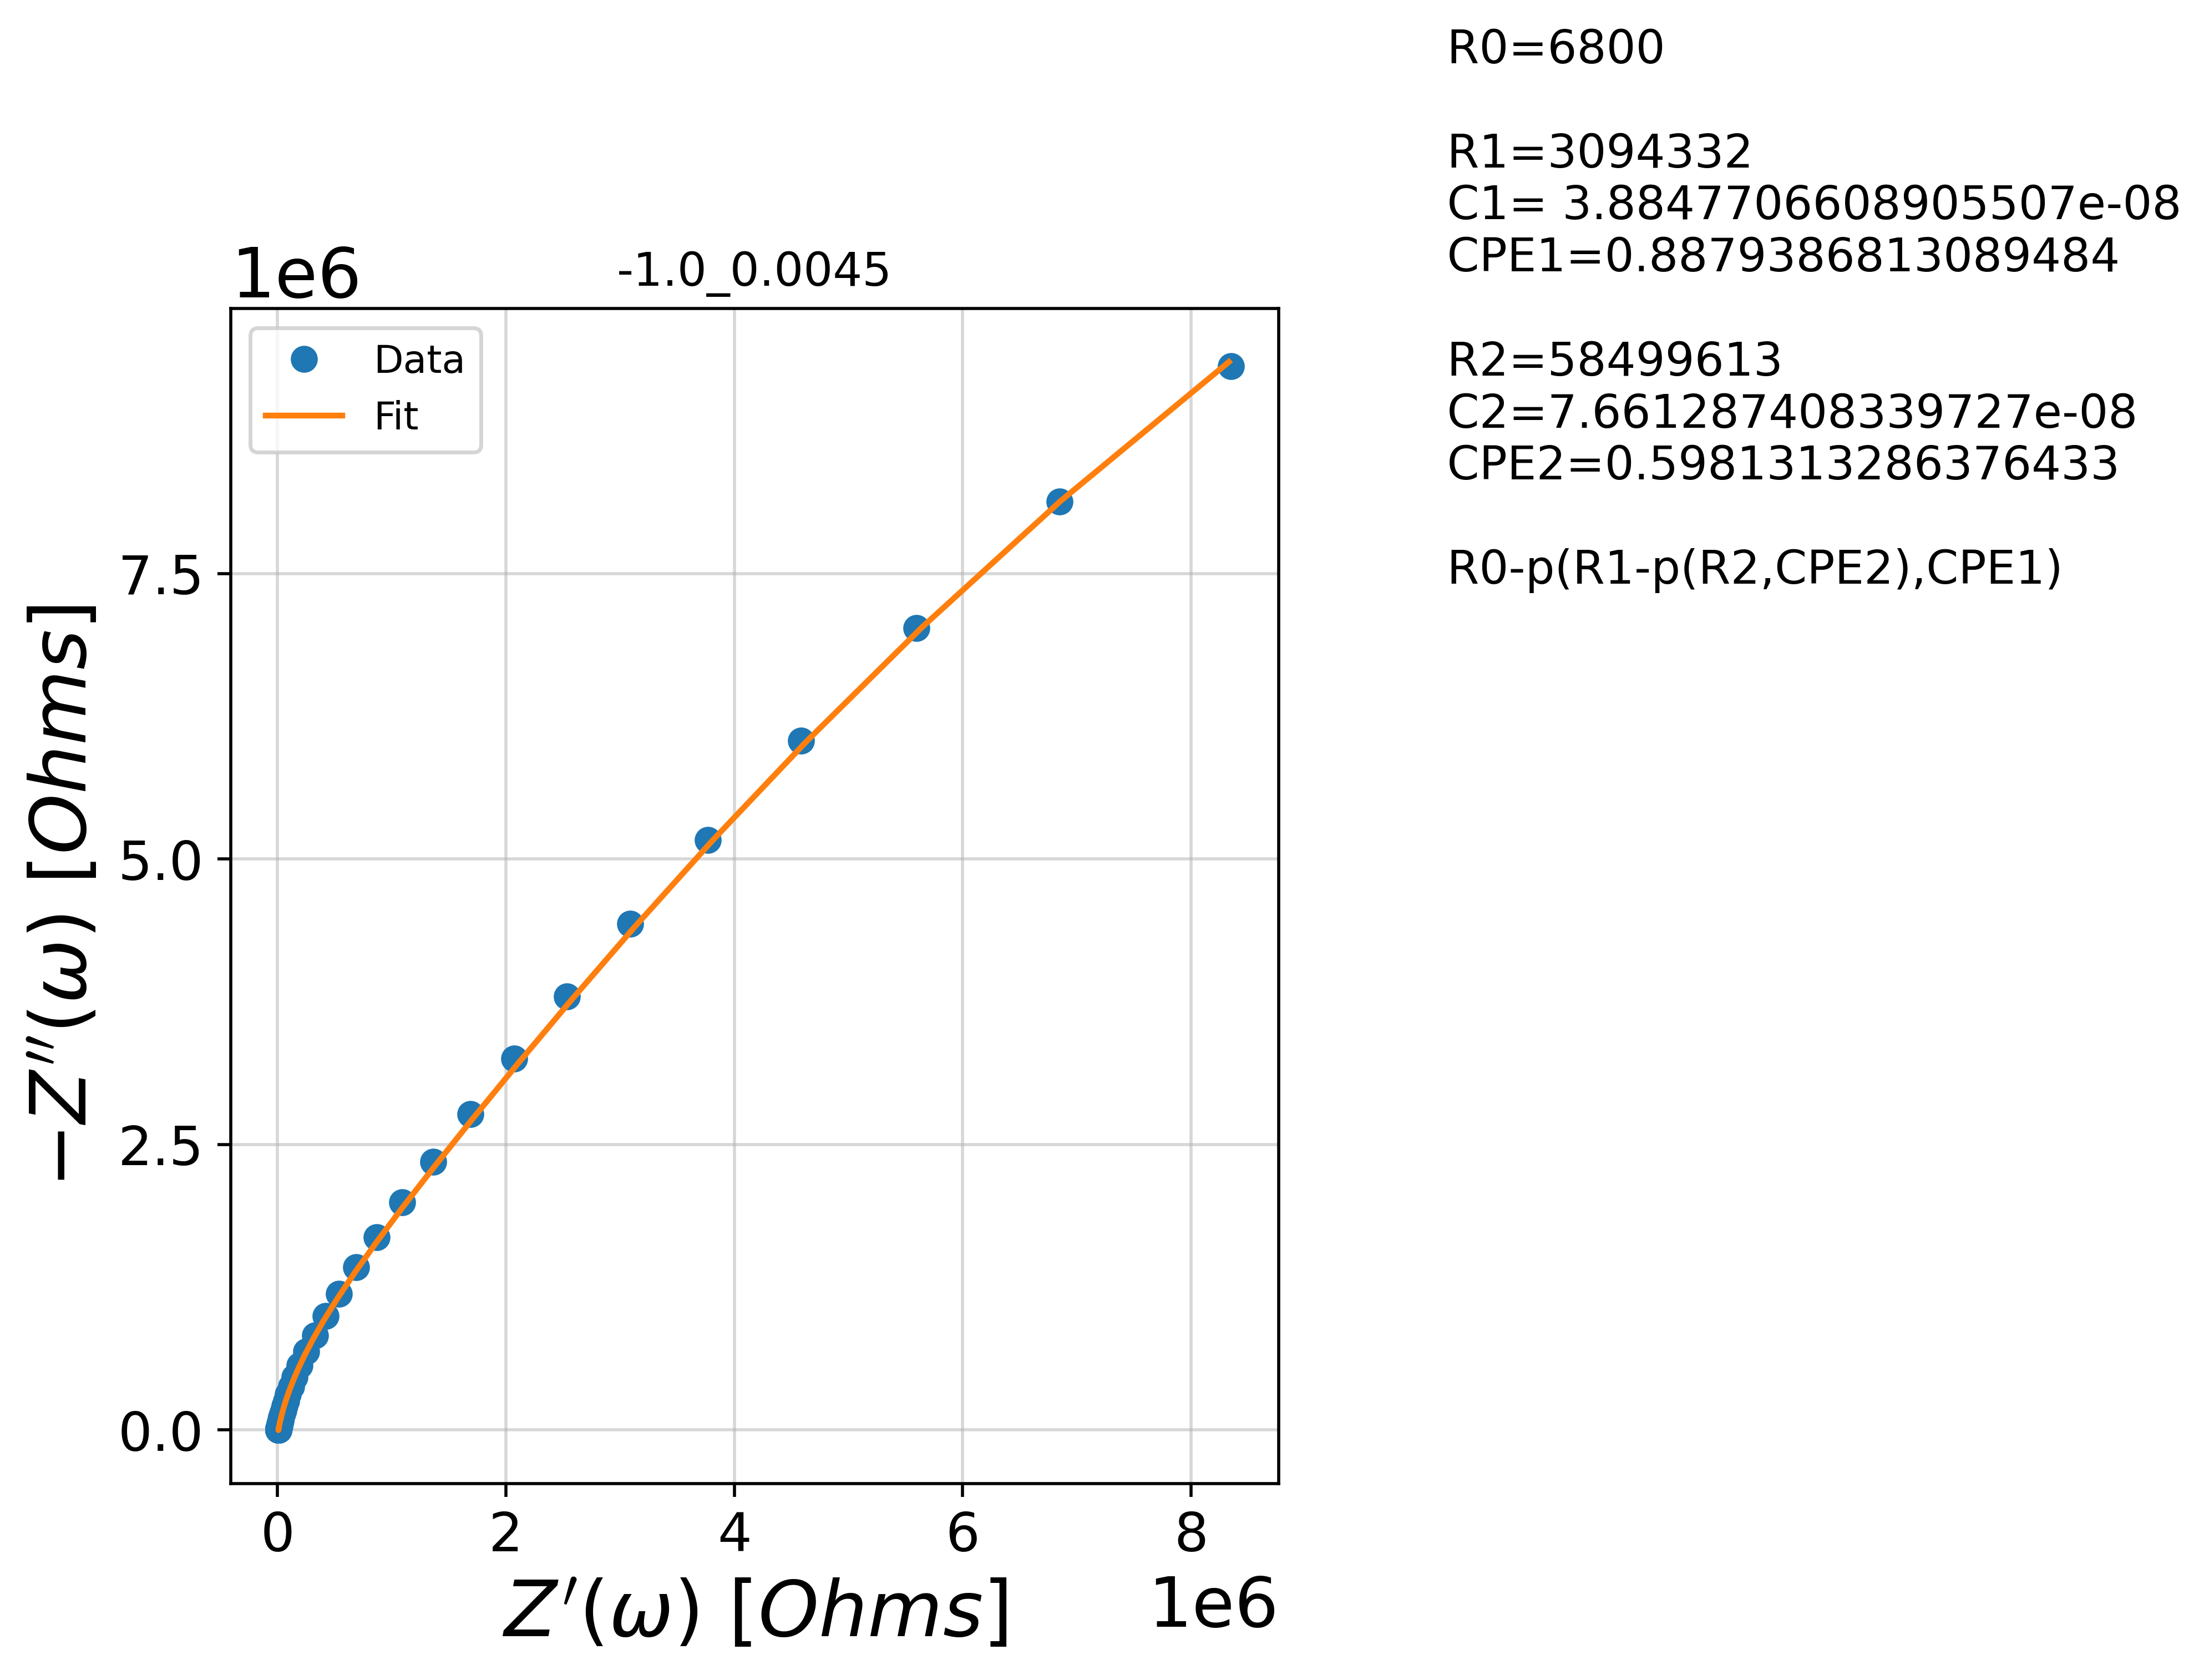 R0=6800
R1=3094332
C1= 3.8847706608905507e-08
CPE1=0.8879386813089484
R2=58499613
C2=7.661287408339727e-08
CPE2=0.5981313286376433
R0-p(R1-p(R2,CPE2),CPE1)
-1.0_0.0045
1e6
Data
Fit
7.5
5.0
2.5
0.0
−Z′′(ω) [Ohms]
0 2 4 6 8
Z′(ω) [Ohms]
1e6